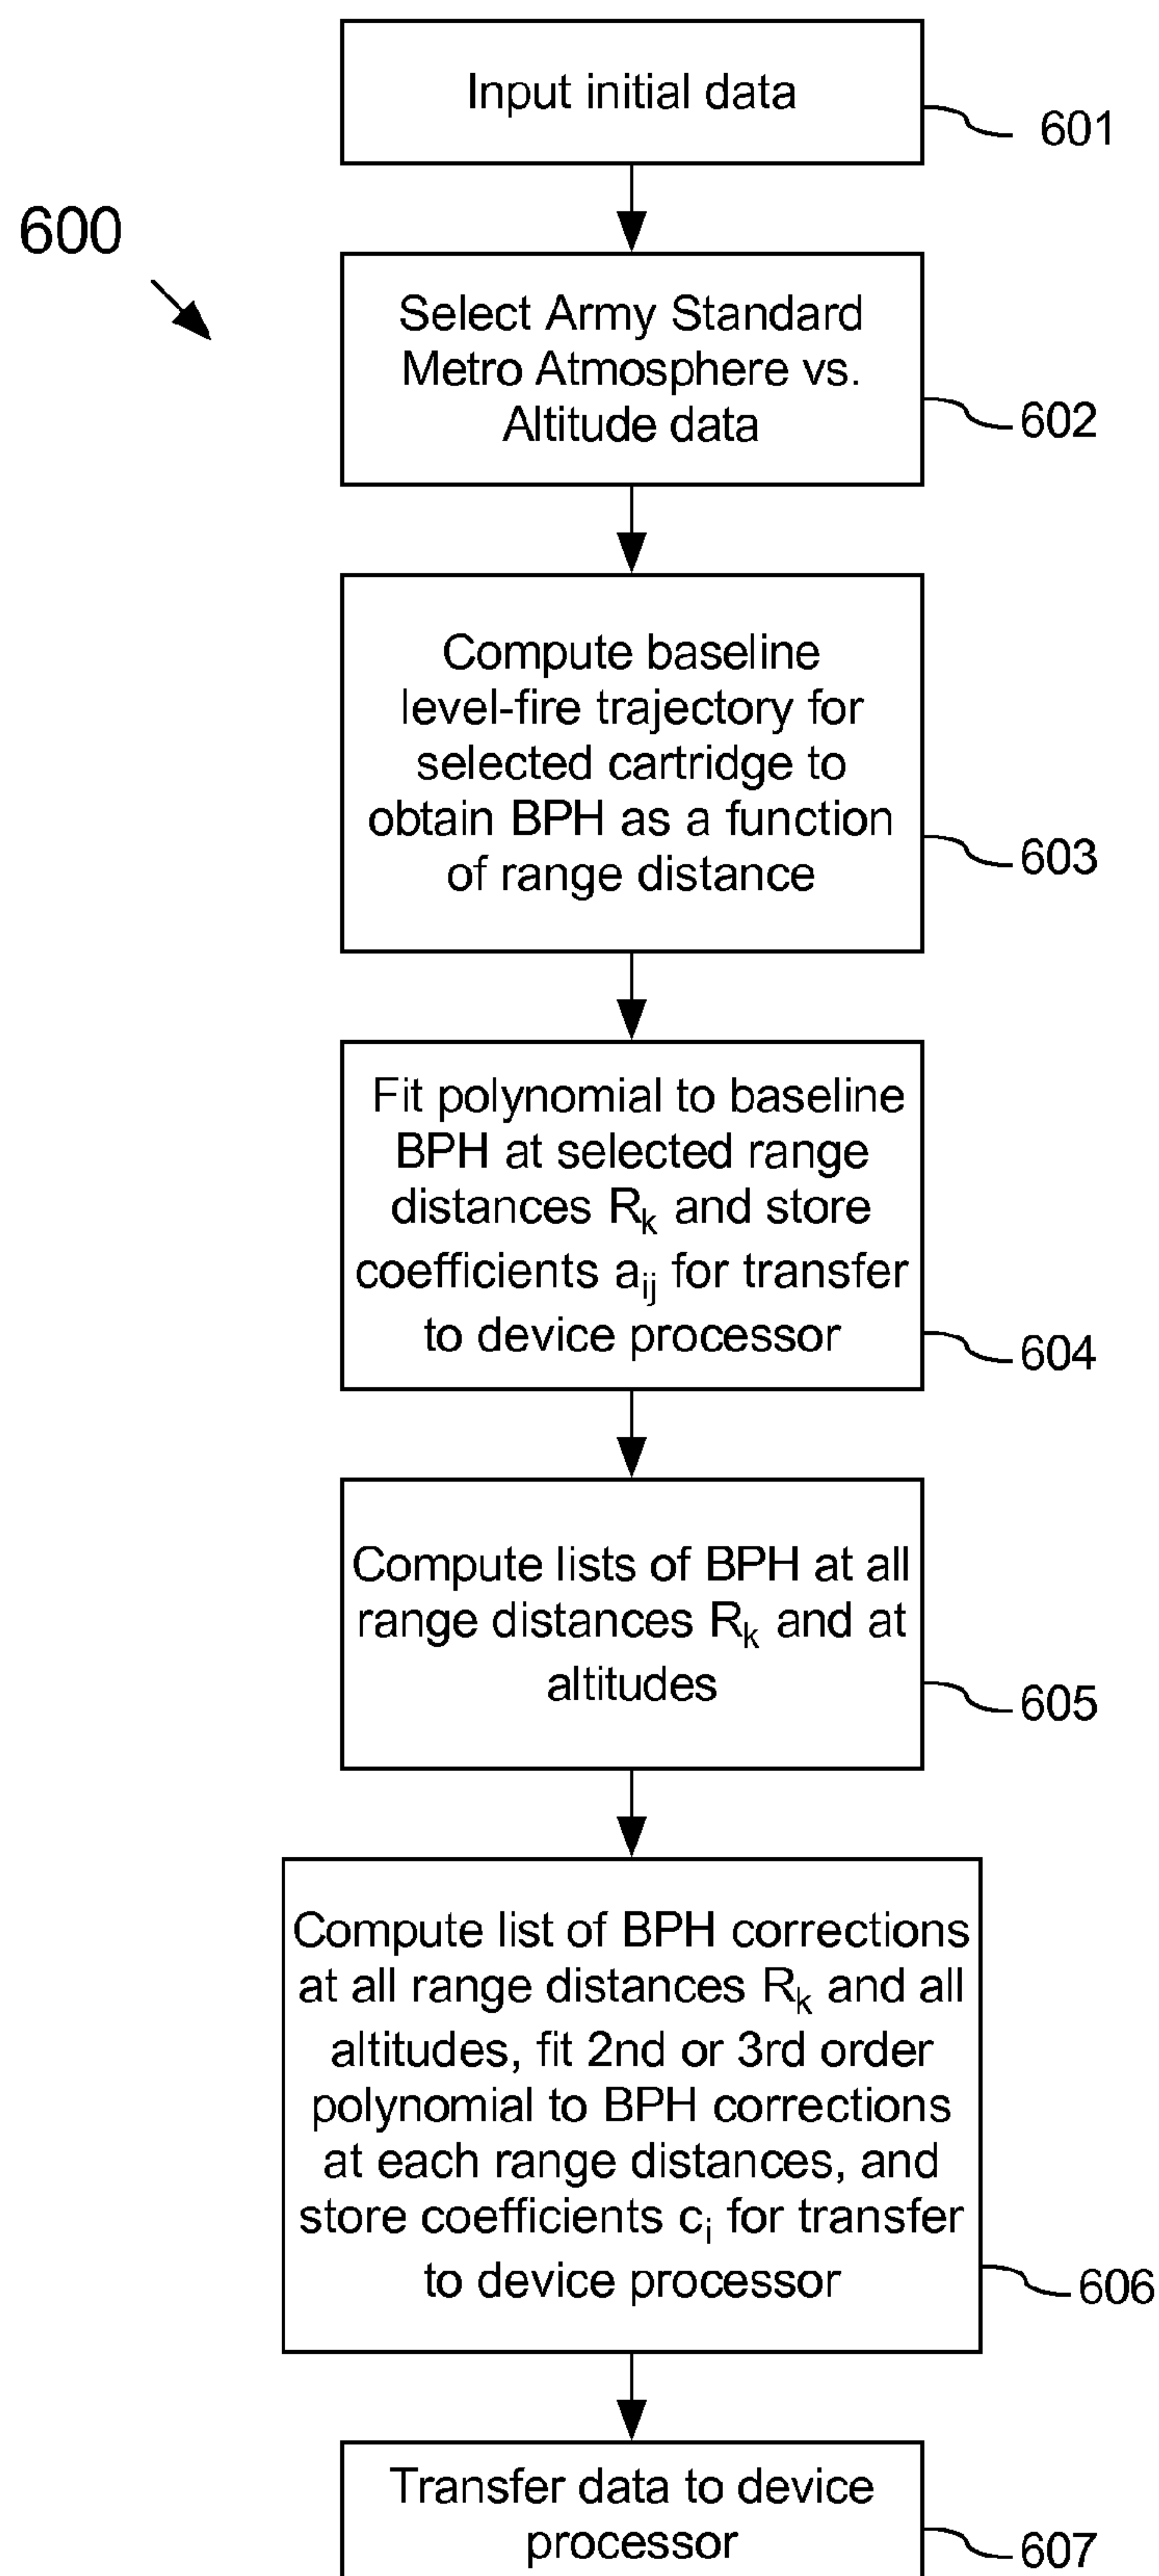 Input initial data
601
600
Select Army Standard
Metro Atmosphere vs.
Altitude data
602
Compute baseline
level-fire trajectory for
selected cartridge to
obtain BPH as a function
of range distance
603
Fit polynomial to baseline
BPH at selected range
distances Rk and store
coefficients aij for transfer
to device processor
604
Compute lists of BPH at all
range distances Rk and at
altitudes
605
Compute list of BPH corrections
at all range distances Rk and all
altitudes, fit 2nd or 3rd order
polynomial to BPH corrections
at each range distances, and
store coefficients ci for transfer
to device processor
606
Transfer data to device
processor
607